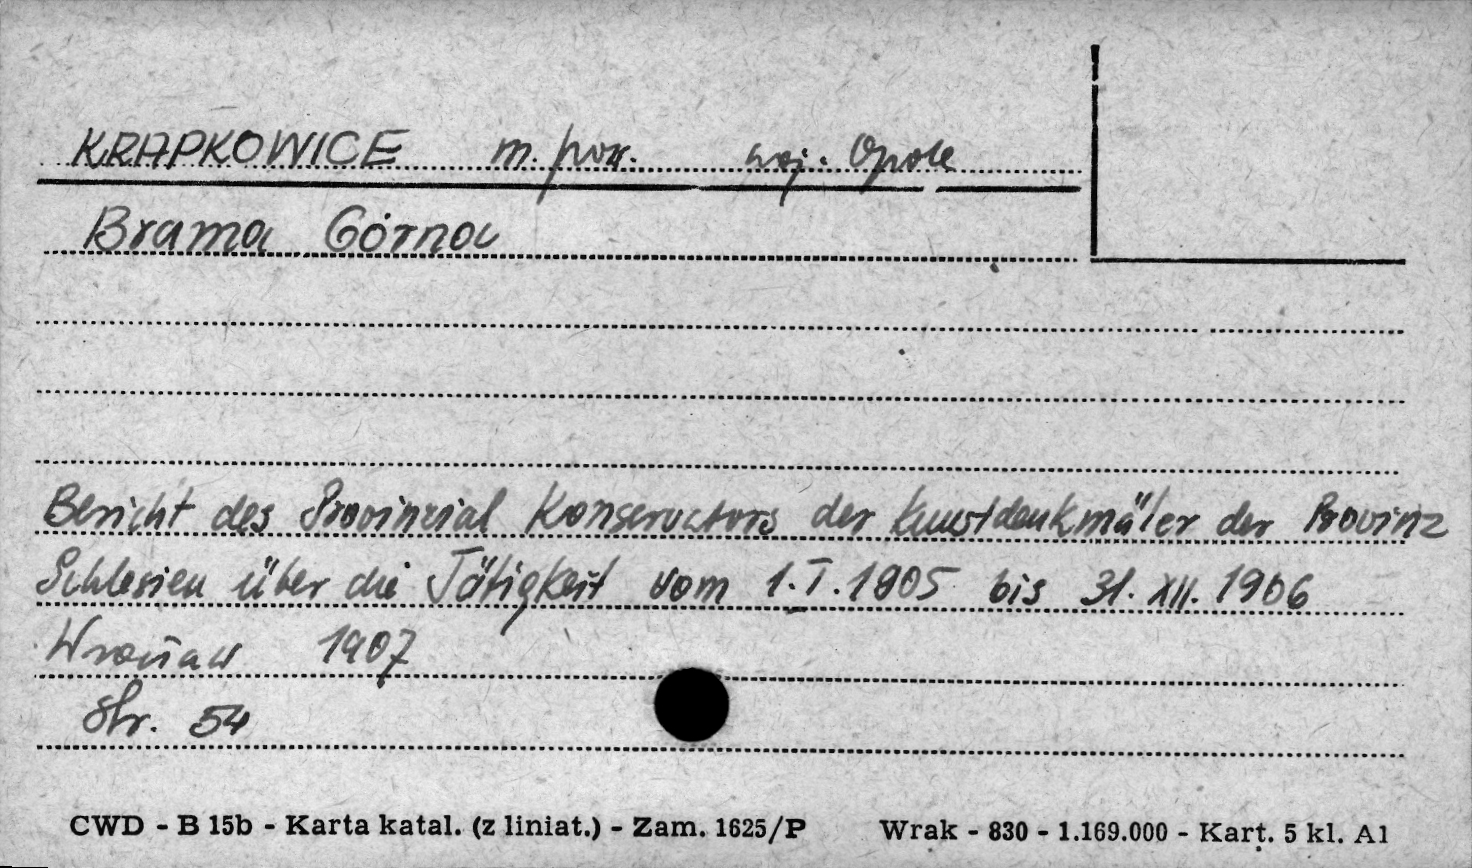 KRAPKOWICE m. pow. woj. Opole
Brama Górna
Bericht des Provinzial Konservators der Kunstdenkmäler der Provinz
Schlesien über die Tätigkeit vom 1.I.1905 bis 31.XII.1906
Wrocław 1907
Str. 54
CWD - B 15b - Karta katal. (z liniat.) - Zam. 1625/P Wrak - 830 - 1.169.000 - Kart. 5 kl. A1